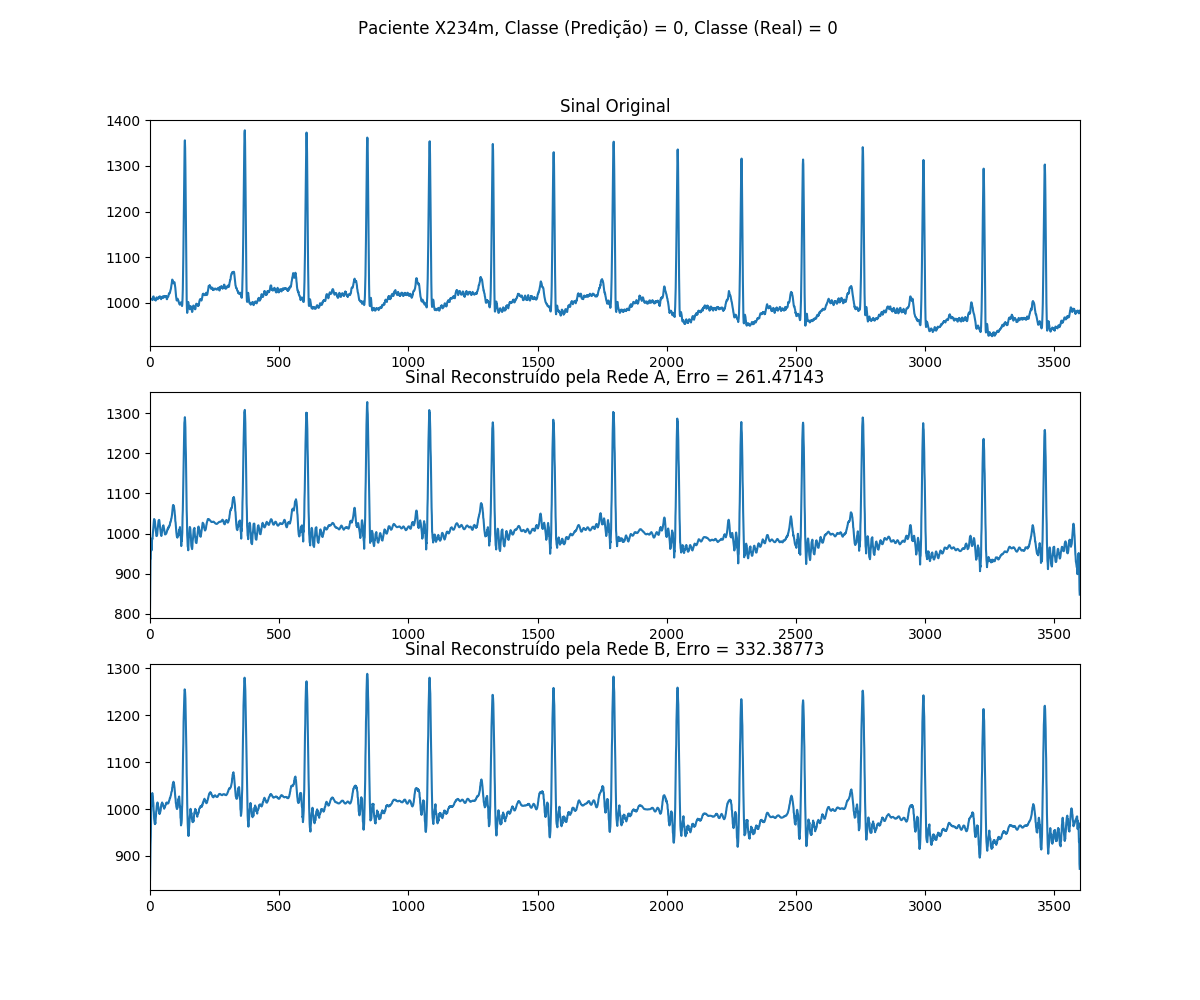 Paciente X234m, Classe (Predição) = 0, Classe (Real) = 0
Sinal Original
1400
1300
1200
1100
1000
0 500 1000 1500 2000 2500 3000 3500
Sinal Reconstruído pela Rede A, Erro = 261.47143
1300
1200
1100
1000
900
800
0 500 1000 1500 2000 2500 3000 3500
Sinal Reconstruído pela Rede B, Erro = 332.38773
1300
1200
1100
1000
900
0 500 1000 1500 2000 2500 3000 3500